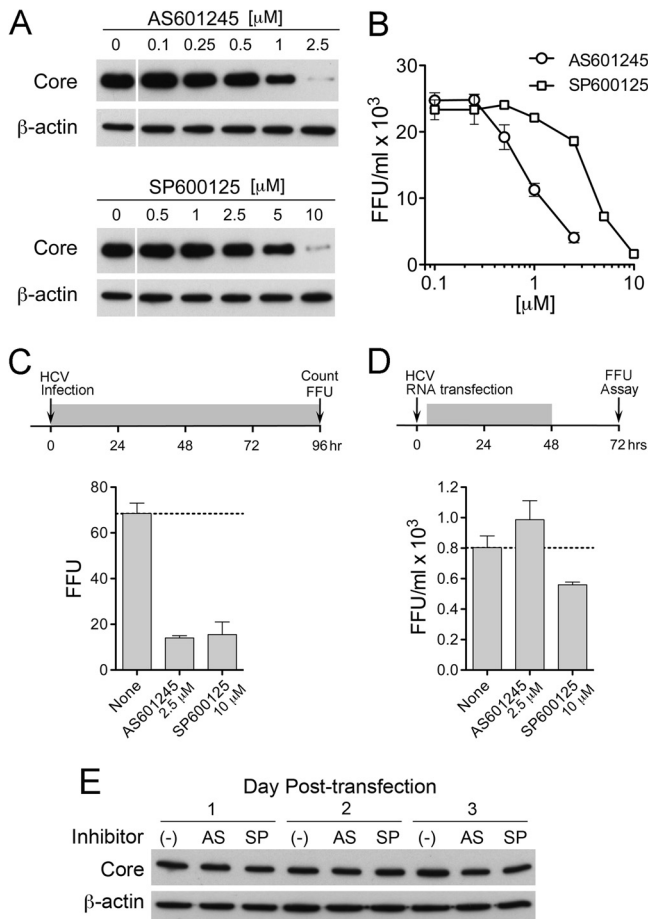 A
AS601245 [µM]
0 0.1 0.25 0.5 1 2.5
Core
β-actin
SP600125 [µM]
0 0.5 1 2.5 5 10
Core
β-actin
B
AS601245
SP600125
30
20
10
0
FFU/ml x 10³
0.1 1 10
[µM]
C
HCV
Infection
Count
FFU
0 24 48 72 96 hr
80
60
40
20
0
FFU
None
AS601245
2.5 µM
SP600125
10 µM
D
HCV
RNA transfection
FFU
Assay
0 24 48 72 hrs
1.2
1.0
0.8
0.6
0.4
0.2
0.0
FFU/ml x 10³
None
AS601245
2.5 µM
SP600125
10 µM
E
Day Post-transfection
1 2 3
Inhibitor (-) AS SP (-) AS SP (-) AS SP
Core
β-actin